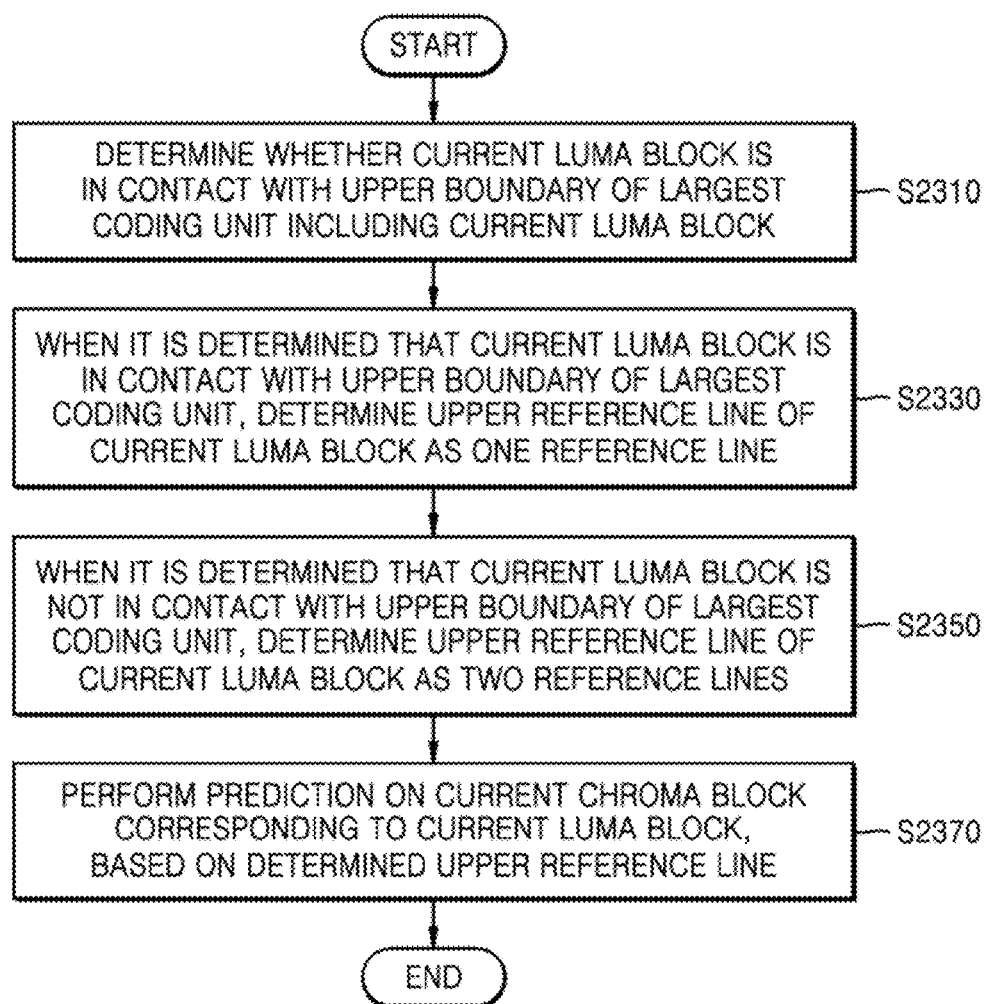 START
DETERMINE WHETHER CURRENT LUMA BLOCK IS
IN CONTACT WITH UPPER BOUNDARY OF LARGEST
CODING UNIT INCLUDING CURRENT LUMA BLOCK
S2310
WHEN IT IS DETERMINED THAT CURRENT LUMA BLOCK IS
IN CONTACT WITH UPPER BOUNDARY OF LARGEST
CODING UNIT, DETERMINE UPPER REFERENCE LINE OF
CURRENT LUMA BLOCK AS ONE REFERENCE LINE
S2330
WHEN IT IS DETERMINED THAT CURRENT LUMA BLOCK IS
NOT IN CONTACT WITH UPPER BOUNDARY OF LARGEST
CODING UNIT, DETERMINE UPPER REFERENCE LINE OF
CURRENT LUMA BLOCK AS TWO REFERENCE LINES
S2350
PERFORM PREDICTION ON CURRENT CHROMA BLOCK
CORRESPONDING TO CURRENT LUMA BLOCK,
BASED ON DETERMINED UPPER REFERENCE LINE
S2370
END